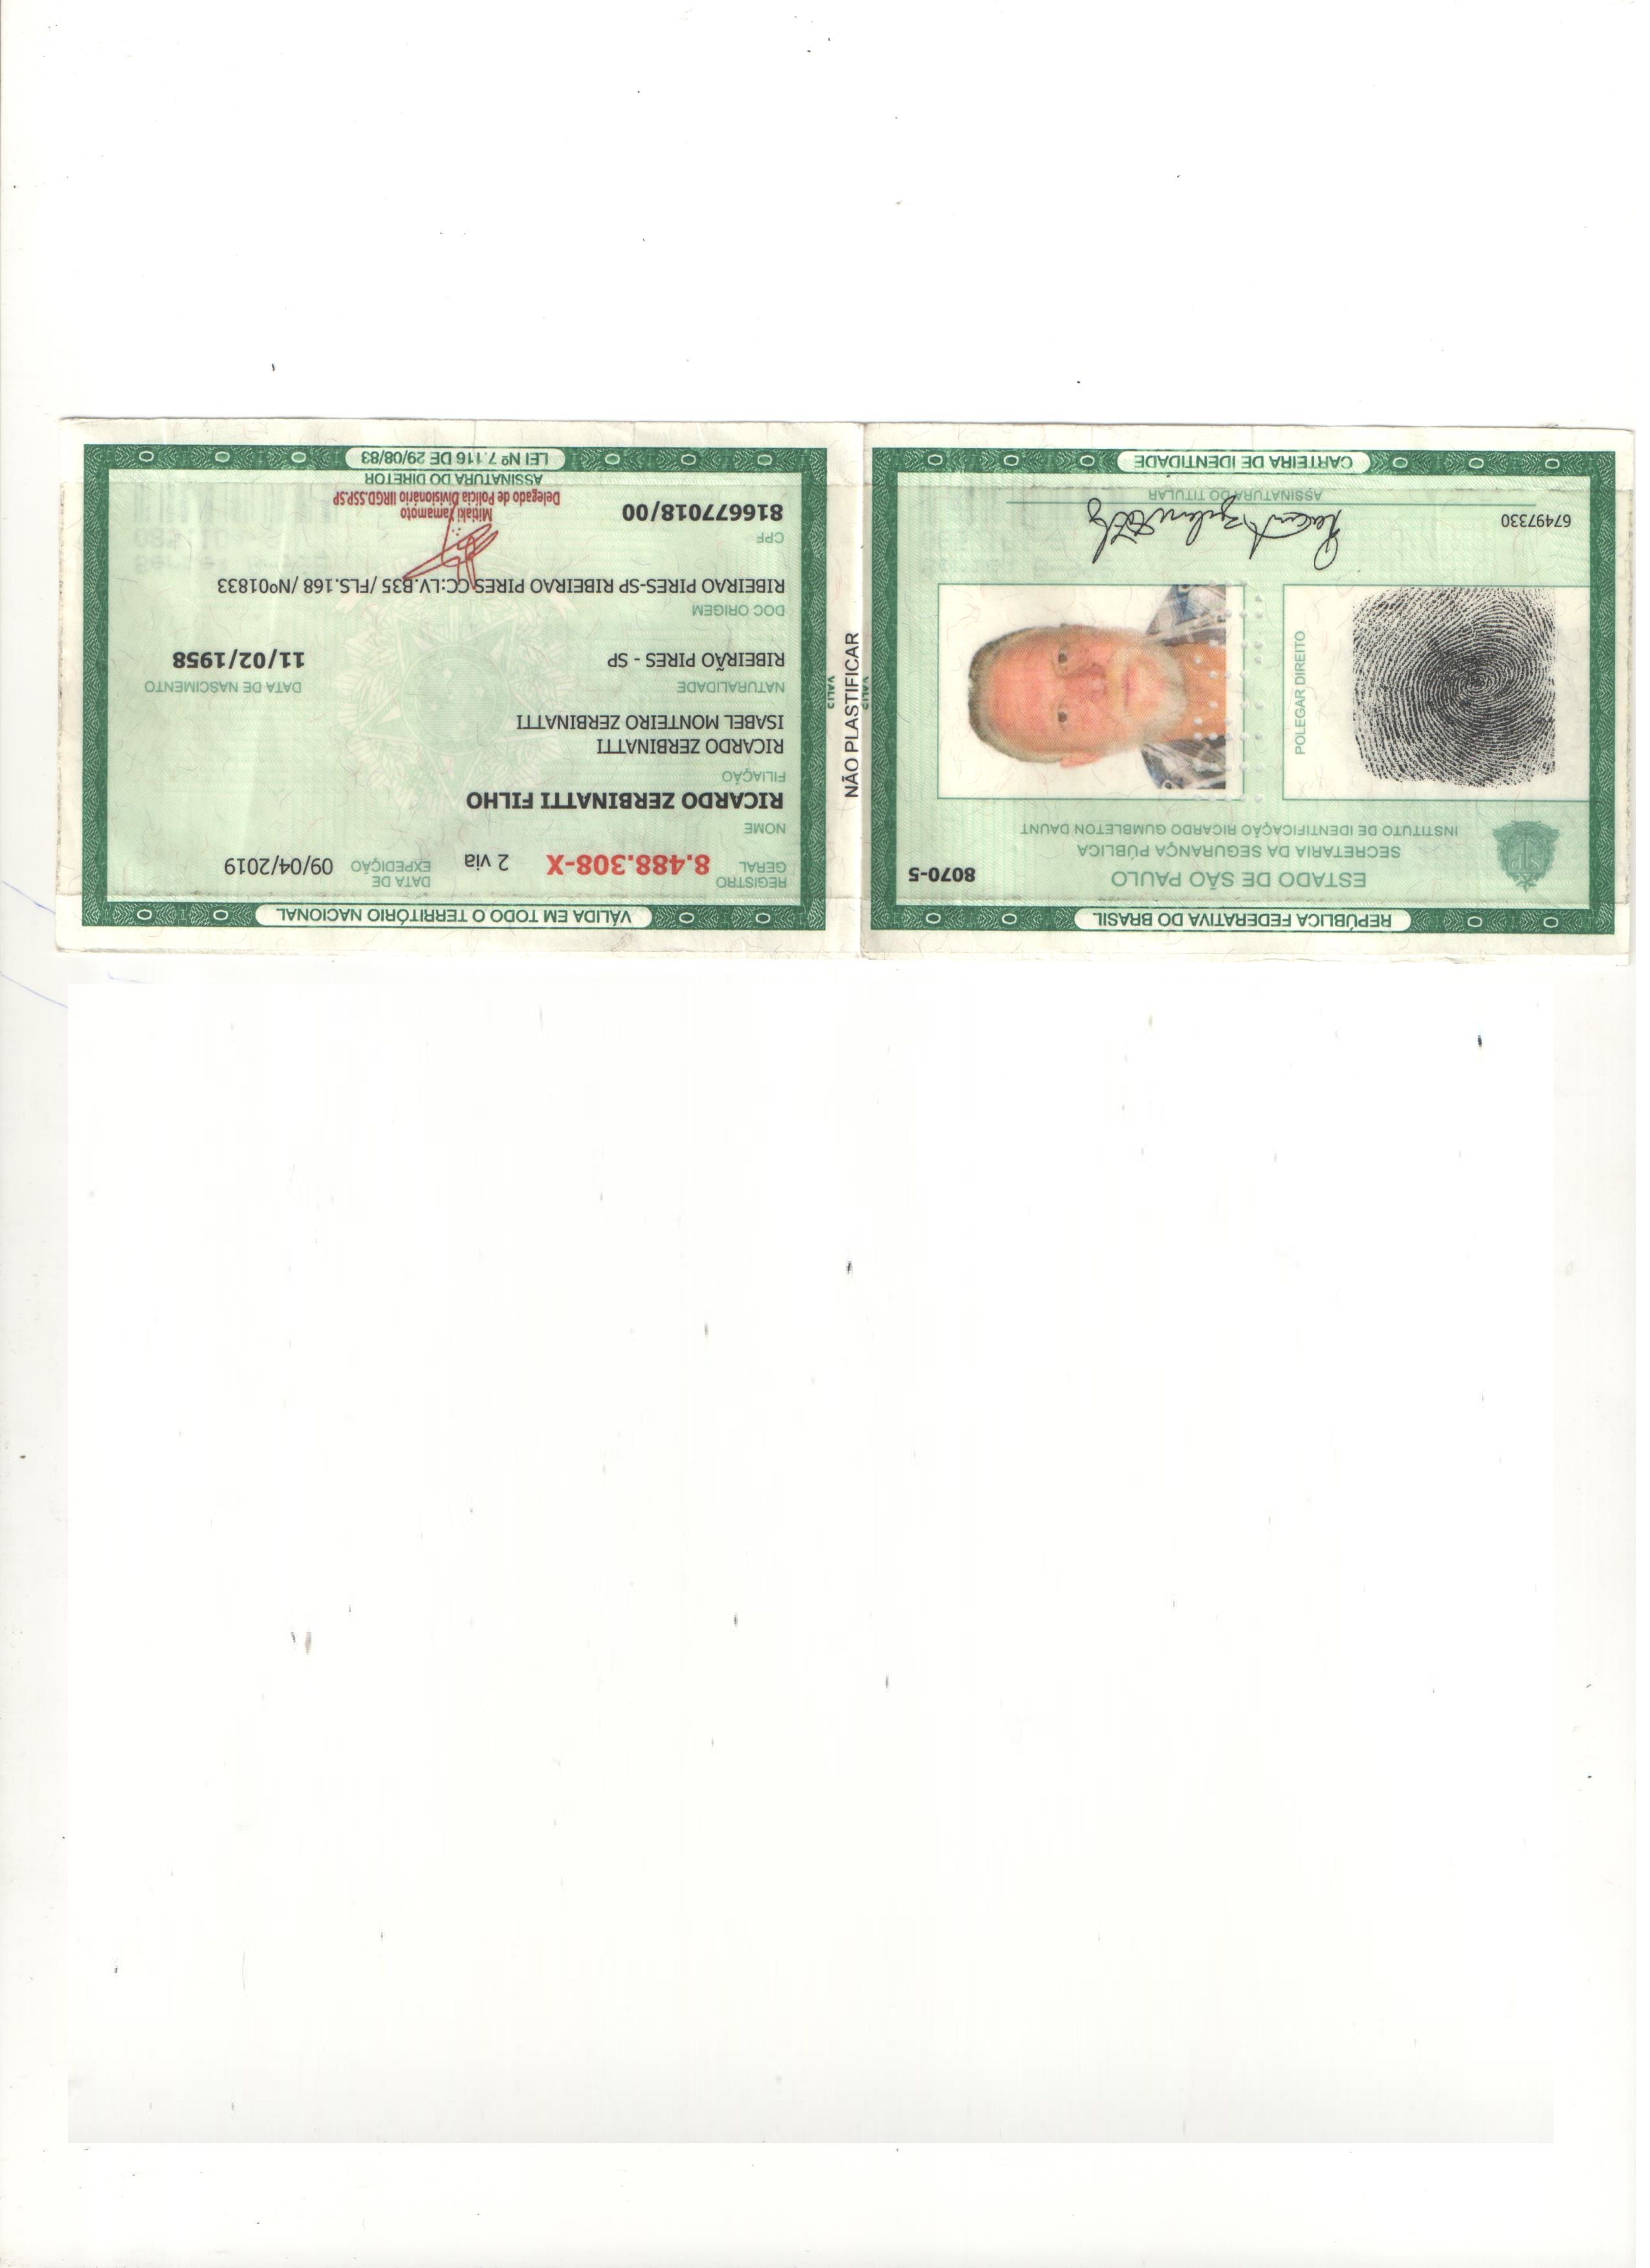 REPÚBLICA FEDERATIVA DO BRASIL
ESTADO DE SÃO PAULO
8070-5
SECRETARIA DA SEGURANÇA PÚBLICA
INSTITUTO DE IDENTIFICAÇÃO RICARDO GUMBLETON DAUNT
POLEGAR DIREITO
67497330
ASSINATURA DO TITULAR
CARTEIRA DE IDENTIDADE
NÃO PLASTIFICAR
VÁLIDA EM TODO O TERRITÓRIO NACIONAL
REGISTRO
GERAL
8.488.308-X
2 via
DATA DE
EXPEDIÇÃO
09/04/2019
NOME
RICARDO ZERBINATTI FILHO
FILIAÇÃO
RICARDO ZERBINATTI
ISABEL MONTEIRO ZERBINATTI
NATURALIDADE
DATA DE NASCIMENTO
RIBEIRÃO PIRES - SP
11/02/1958
DOC ORIGEM
RIBEIRAO PIRES-SP RIBEIRAO PIRES CC:LV.B35 /FLS.168 /Nº01833
CPF
816677018/00
Mitiaki Yamamoto
Delegado de Polícia Divisionário IIRGD.SSP.SP
ASSINATURA DO DIRETOR
LEI Nº 7.116 DE 29/08/83